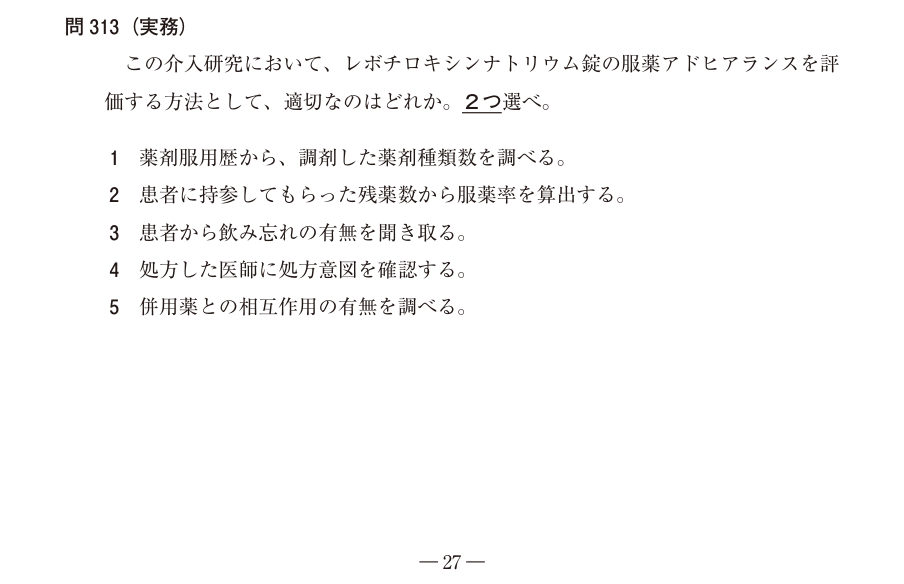 問 313（実務）
この介入研究において、レボチロキシンナトリウム錠の服薬アドヒアランスを評
価する方法として、適切なのはどれか。２つ選べ。
1 薬剤服用歴から、調剤した薬剤種類数を調べる。
2 患者に持参してもらった残薬数から服薬率を算出する。
3 患者から飲み忘れの有無を聞き取る。
4 処方した医師に処方意図を確認する。
5 併用薬との相互作用の有無を調べる。
― 27 ―